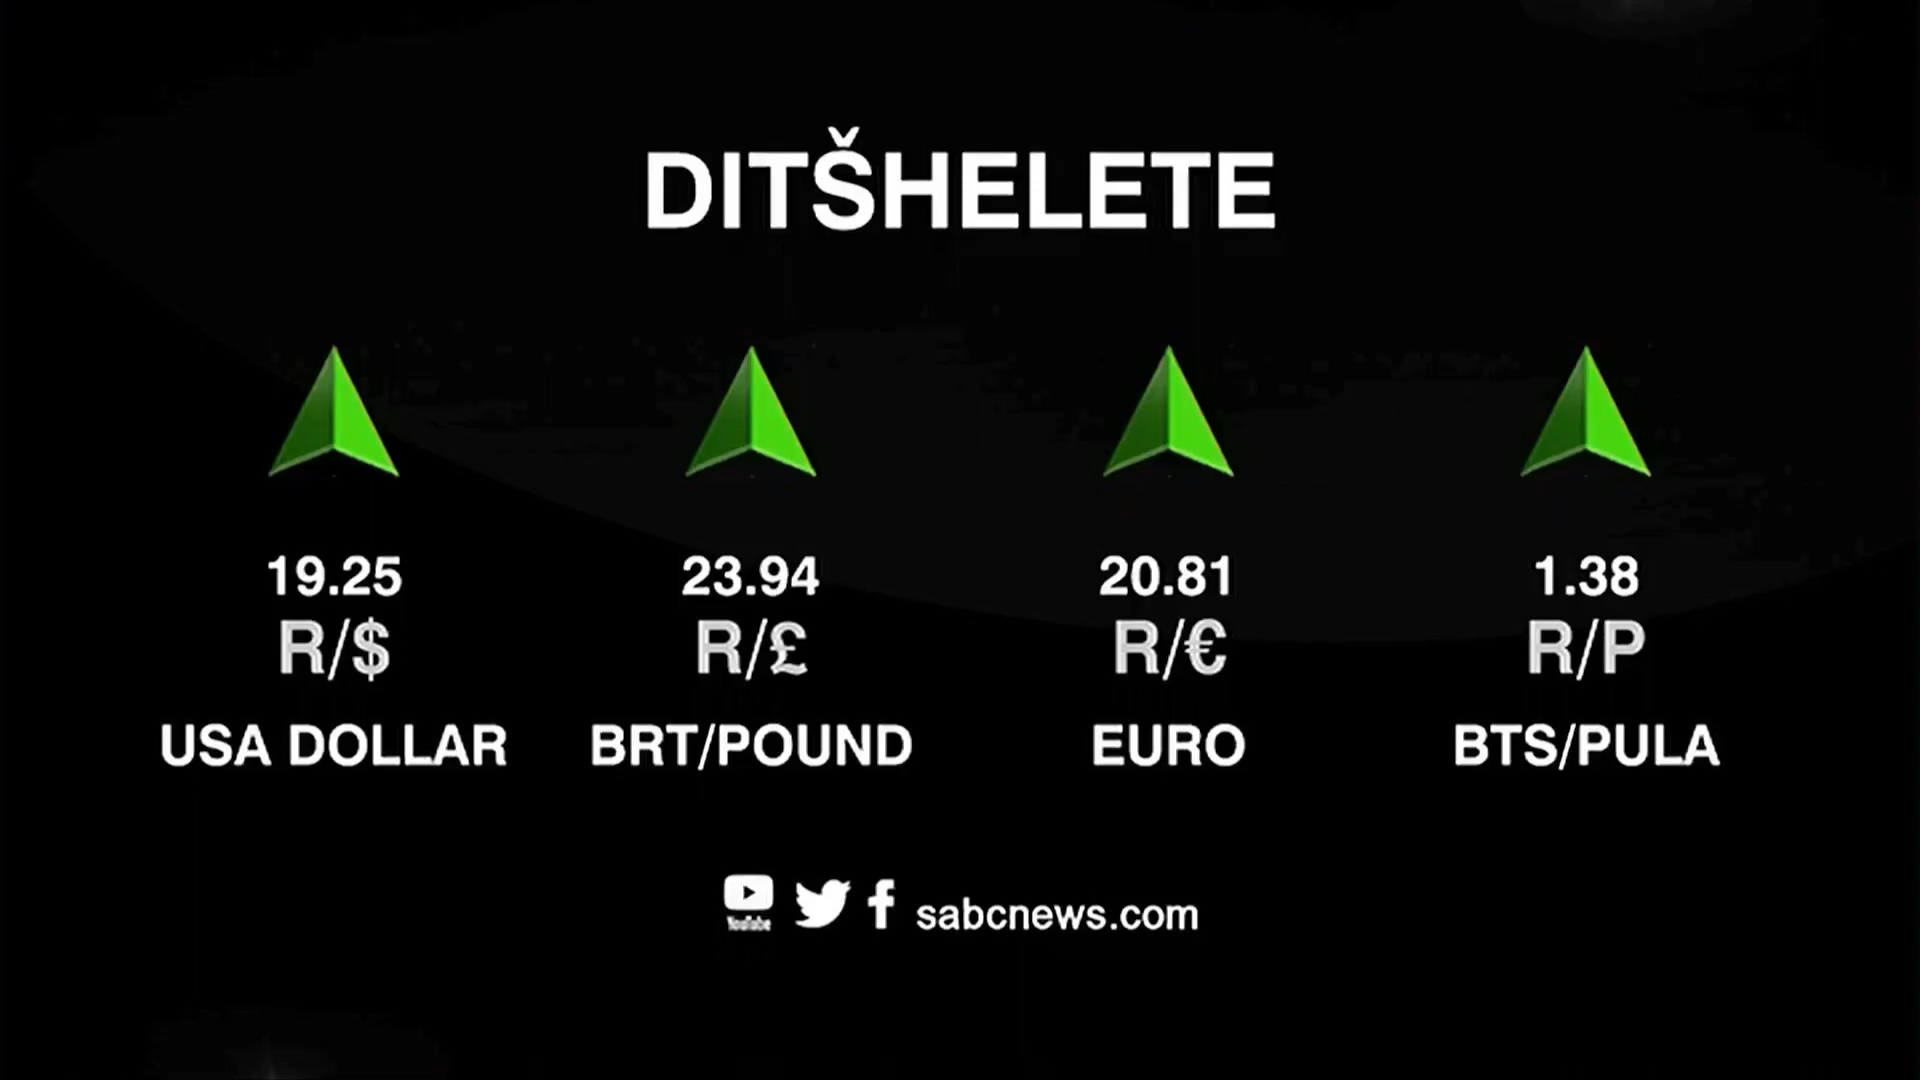 DITŠHELETE
19.25 23.94 20.81 1.38
R/$ R/£ R/€ R/P
USA DOLLAR BRT/POUND EURO BTS/PULA
YouTube sabcnews.com